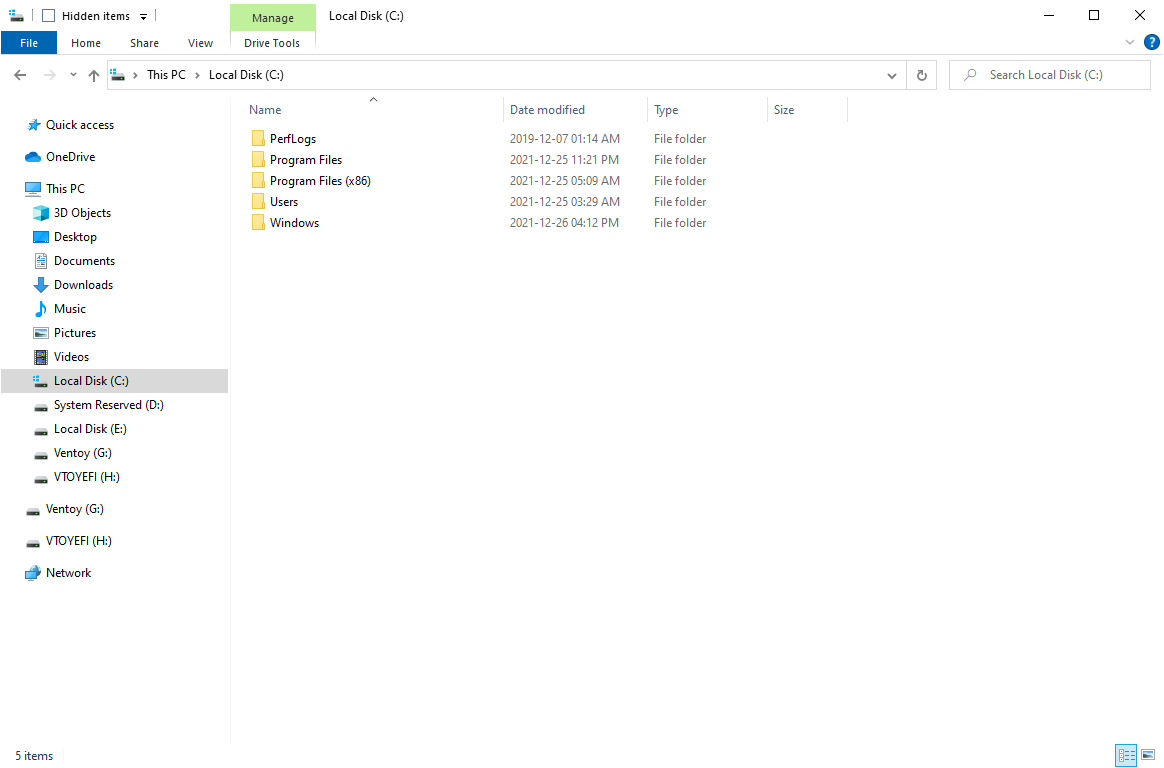 Hidden items
Manage
Local Disk (C:)
File
Home
Share
View
Drive Tools
?
This PC
Local Disk (C:)
Search Local Disk (C:)
Name
Date modified
Type
Size
PerfLogs 2019-12-07 01:14 AM File folder
Program Files 2021-12-25 11:21 PM File folder
Program Files (x86) 2021-12-25 05:09 AM File folder
Users 2021-12-25 03:29 AM File folder
Windows 2021-12-26 04:12 PM File folder
Quick access
OneDrive
This PC
3D Objects
Desktop
Documents
Downloads
Music
Pictures
Videos
Local Disk (C:)
System Reserved (D:)
Local Disk (E:)
Ventoy (G:)
VTOYEFI (H:)
Ventoy (G:)
VTOYEFI (H:)
Network
5 items